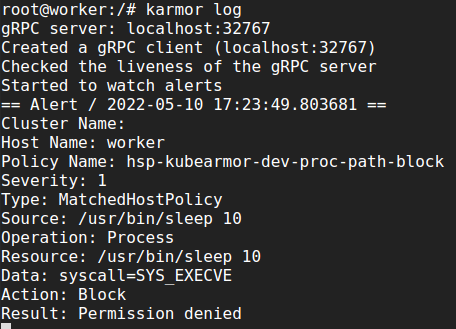 root@worker:/# karmor log
gRPC server: localhost:32767
Created a gRPC client (localhost:32767)
Checked the liveness of the gRPC server
Started to watch alerts
== Alert / 2022-05-10 17:23:49.803681 ==
Cluster Name:
Host Name: worker
Policy Name: hsp-kubearmor-dev-proc-path-block
Severity: 1
Type: MatchedHostPolicy
Source: /usr/bin/sleep 10
Operation: Process
Resource: /usr/bin/sleep 10
Data: syscall=SYS_EXECVE
Action: Block
Result: Permission denied